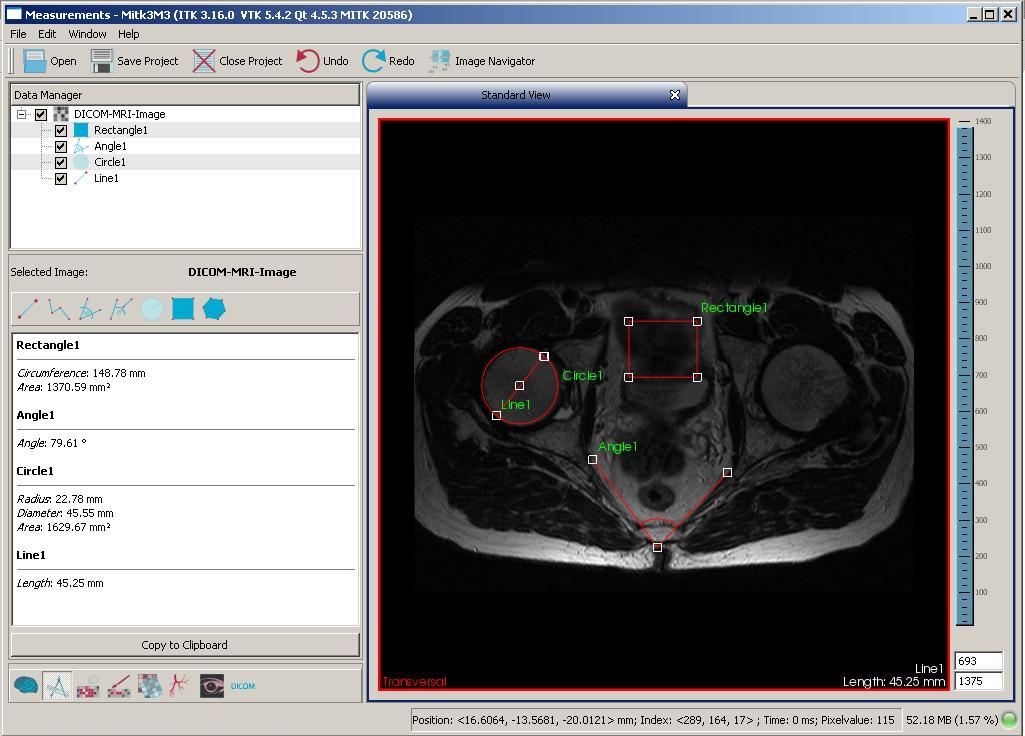 Measurements - Mitk3M3 (ITK 3.16.0 VTK 5.4.2 Qt 4.5.3 MITK 20586)
File Edit Window Help
Open Save Project Close Project Undo Redo Image Navigator
Data Manager
DICOM-MRI-Image
Rectangle1
Angle1
Circle1
Line1
Selected Image: DICOM-MRI-Image
Rectangle1
Circumference: 148.78 mm
Area: 1370.59 mm²
Angle1
Angle: 79.61 °
Circle1
Radius: 22.78 mm
Diameter: 45.55 mm
Area: 1629.67 mm²
Line1
Length: 45.25 mm
Copy to Clipboard
DICOM
Standard View
Rectangle1
Circle1
Line1
Angle1
Transversal
Line1
Length: 45.25 mm
1400
1300
1200
1100
1000
900
800
700
600
500
400
300
200
100
693
1375
Position: <16.6064, -13.5681, -20.0121> mm; Index: <289, 164, 17> ; Time: 0 ms; Pixelvalue: 115 52.18 MB (1.57 %)